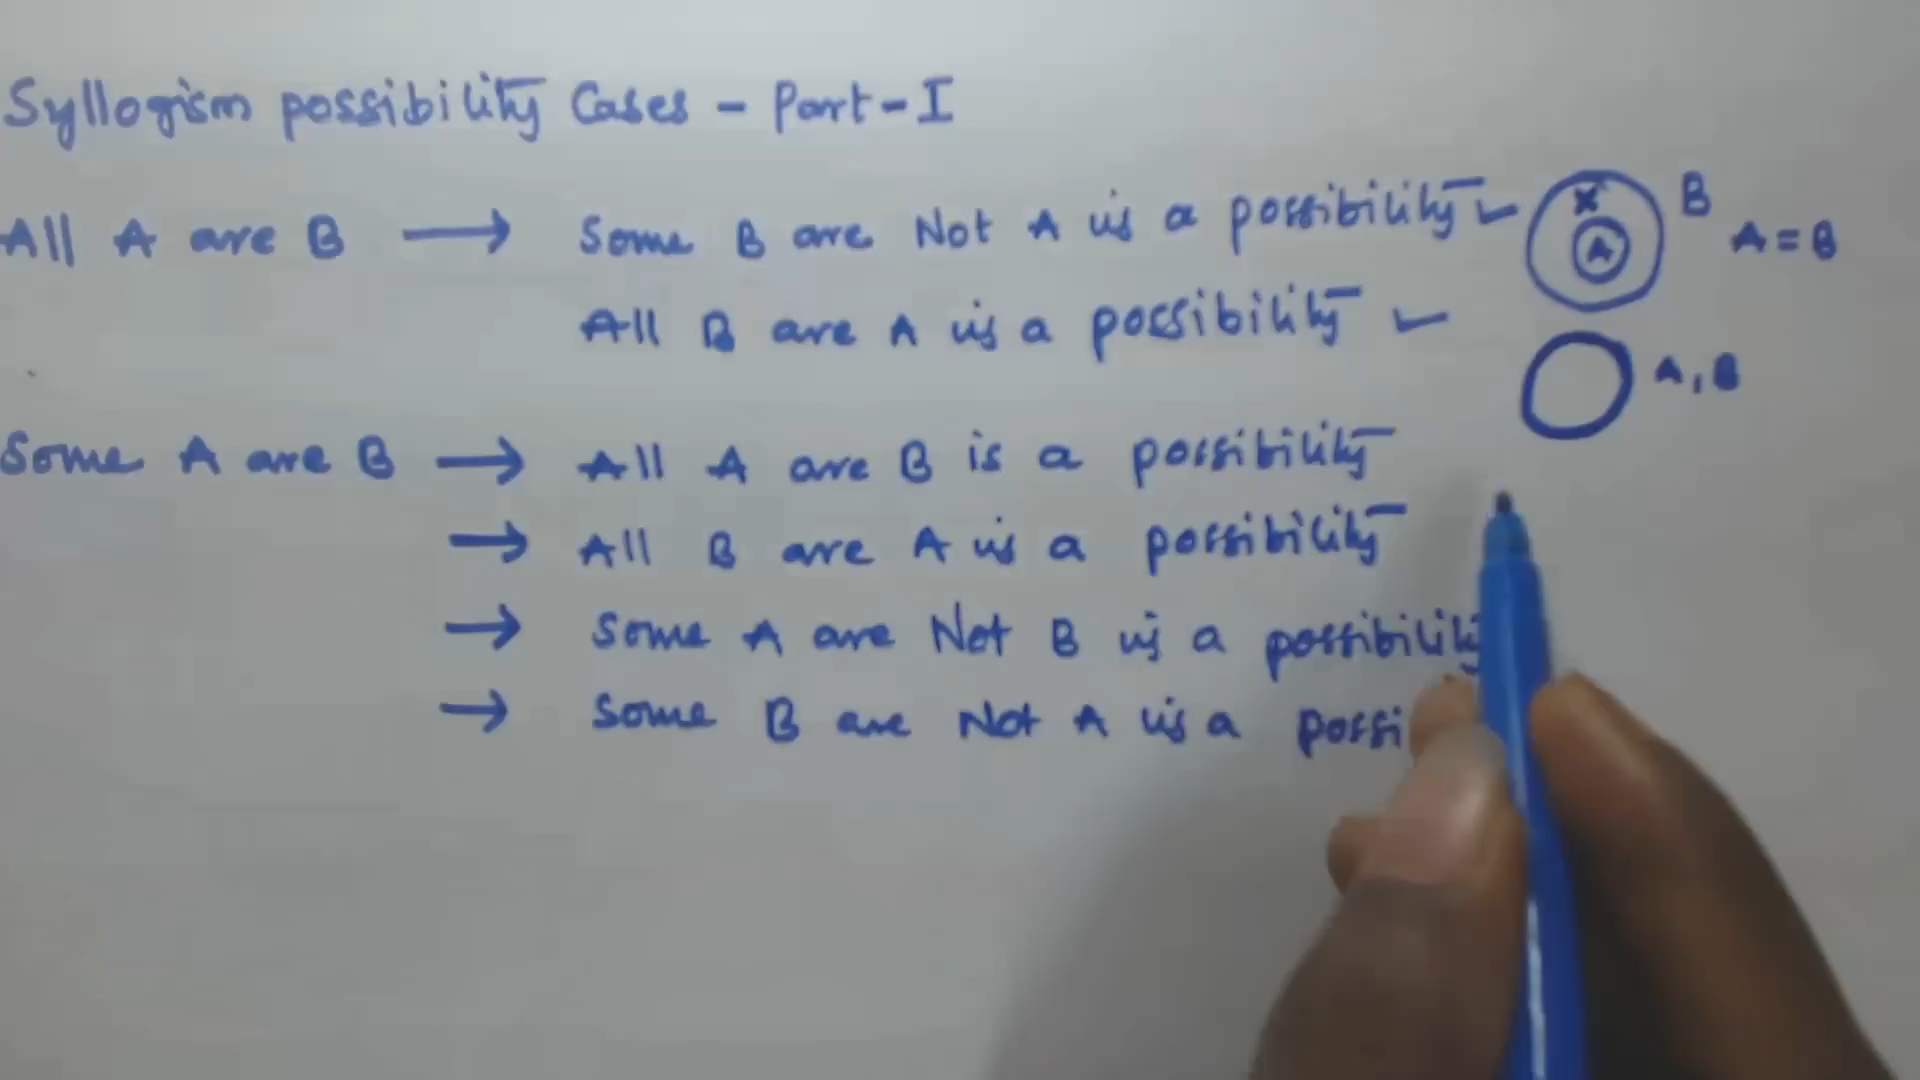 Syllogism possibility Cases - Part-I
All A are B → Some B are Not A is a possibility ✓
All B are A is a possibility ✓
Some A are B → All A are B is a possibility
→ All B are A is a possibility
→ Some A are Not B is a possibility
→ Some B are Not A is a possi
x
A
B
A = B
A, B